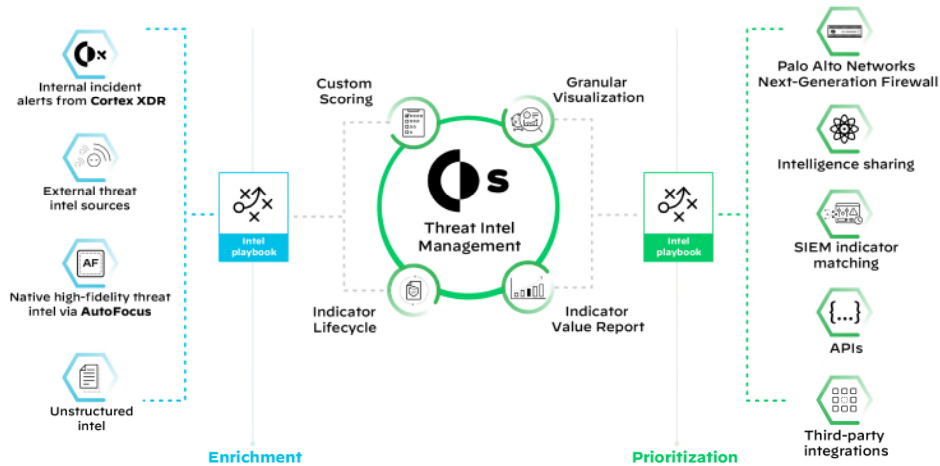 Internal incident
alerts from Cortex XDR
External threat
intel sources
AF
Native high-fidelity threat
intel via AutoFocus
Unstructured
intel
Intel
playbook
Enrichment
Custom
Scoring
Granular
Visualization
S
Threat Intel
Management
Indicator
Lifecycle
Indicator
Value Report
Intel
playbook
Prioritization
Palo Alto Networks
Next-Generation Firewall
Intelligence sharing
SIEM indicator
matching
{...}
APIs
Third-party
integrations